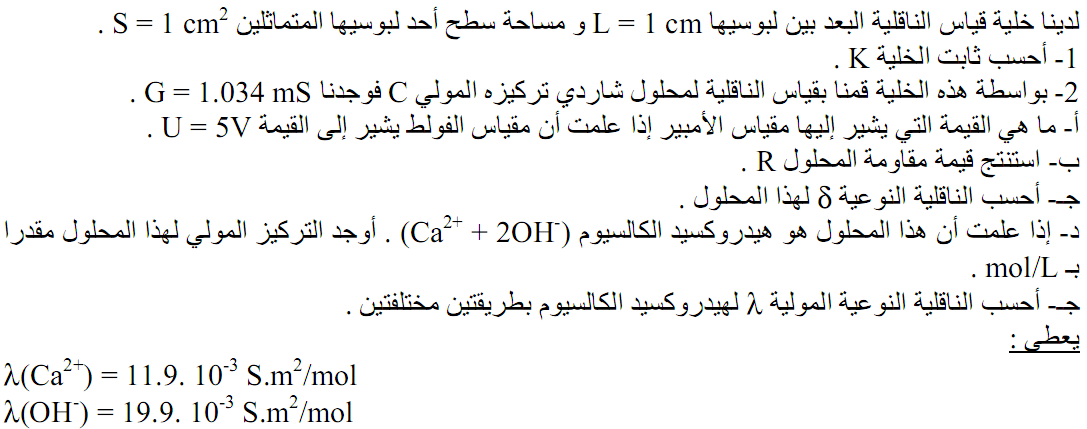 لدينا خلية قياس الناقلية البعد بين لبوسيها L = 1 cm و مساحة سطح أحد لبوسيها المتماثلين S = 1 cm² .
1- أحسب ثابت الخلية K .
2- بواسطة هذه الخلية قمنا بقياس الناقلية لمحلول شاردي تركيزه المولي C فوجدنا G = 1.034 mS .
أ- ما هي القيمة التي يشير إليها مقياس الأمبير إذا علمت أن مقياس الفولط يشير إلى القيمة U = 5V .
ب- استنتج قيمة مقاومة المحلول R .
جـ- أحسب الناقلية النوعية δ لهذا المحلول .
د- إذا علمت أن هذا المحلول هو هيدروكسيد الكالسيوم (Ca²⁺ + 2OH⁻) . أوجد التركيز المولي لهذا المحلول مقدرا
بـ mol/L .
جـ- أحسب الناقلية النوعية المولية λ لهيدروكسيد الكالسيوم بطريقتين مختلفتين .
يعطى :
λ(Ca²⁺) = 11.9. 10⁻³ S.m²/mol
λ(OH⁻) = 19.9. 10⁻³ S.m²/mol